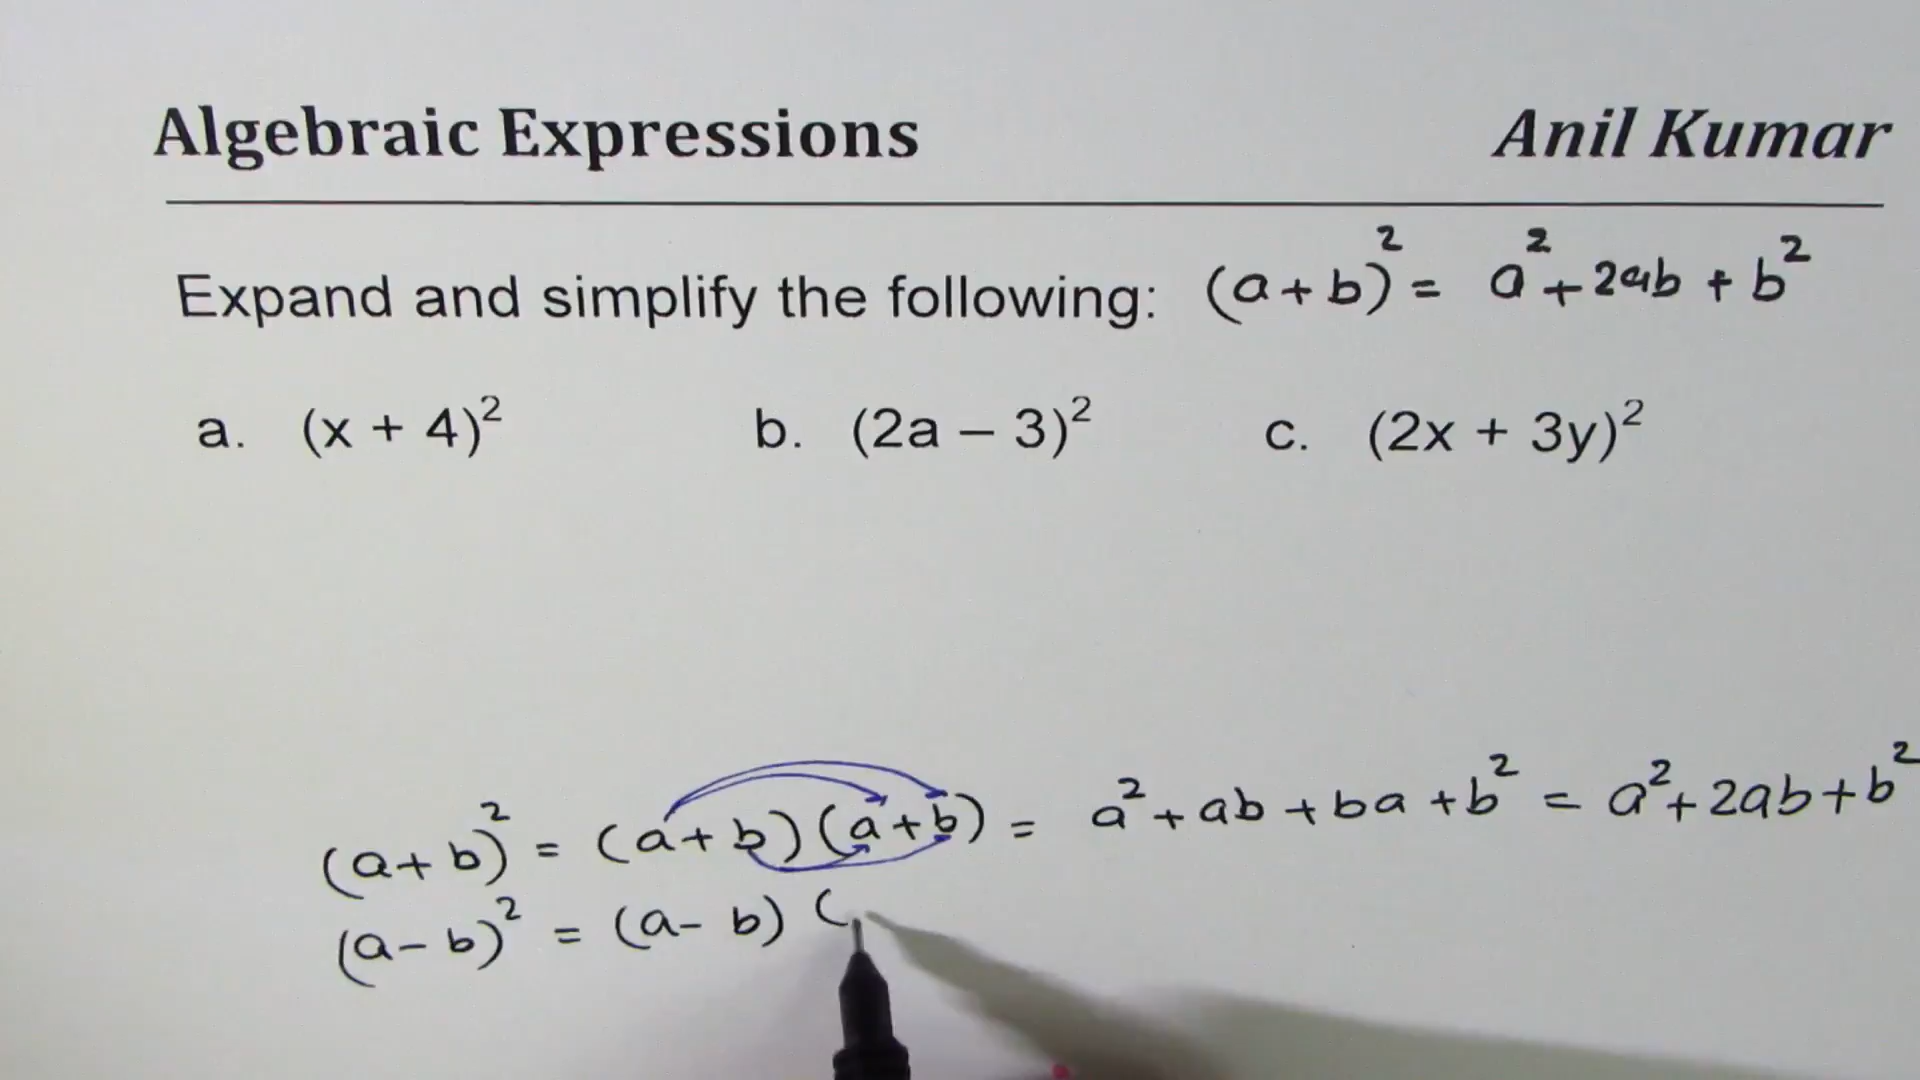 Algebraic Expressions Anil Kumar
Expand and simplify the following: (a+b)² = a²+2ab+b²
a. (x + 4)² b. (2a – 3)² c. (2x + 3y)²
(a+b)² = (a+b)(a+b) = a²+ab+ba+b² = a²+2ab+b²
(a-b)² = (a-b)(